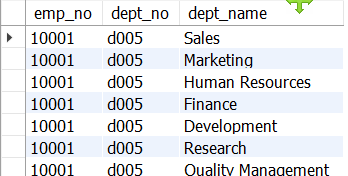 emp_no dept_no dept_name
10001 d005 Sales
10001 d005 Marketing
10001 d005 Human Resources
10001 d005 Finance
10001 d005 Development
10001 d005 Research
10001 d005 Quality Management